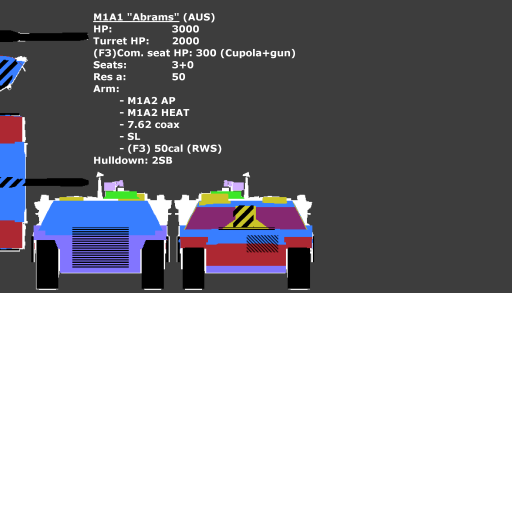 M1A1 "Abrams" (AUS)
HP: 3000
Turret HP: 2000
(F3)Com. seat HP: 300 (Cupola+gun)
Seats: 3+0
Res a: 50
Arm:
- M1A2 AP
- M1A2 HEAT
- 7.62 coax
- SL
- (F3) 50cal (RWS)
Hulldown: 2SB